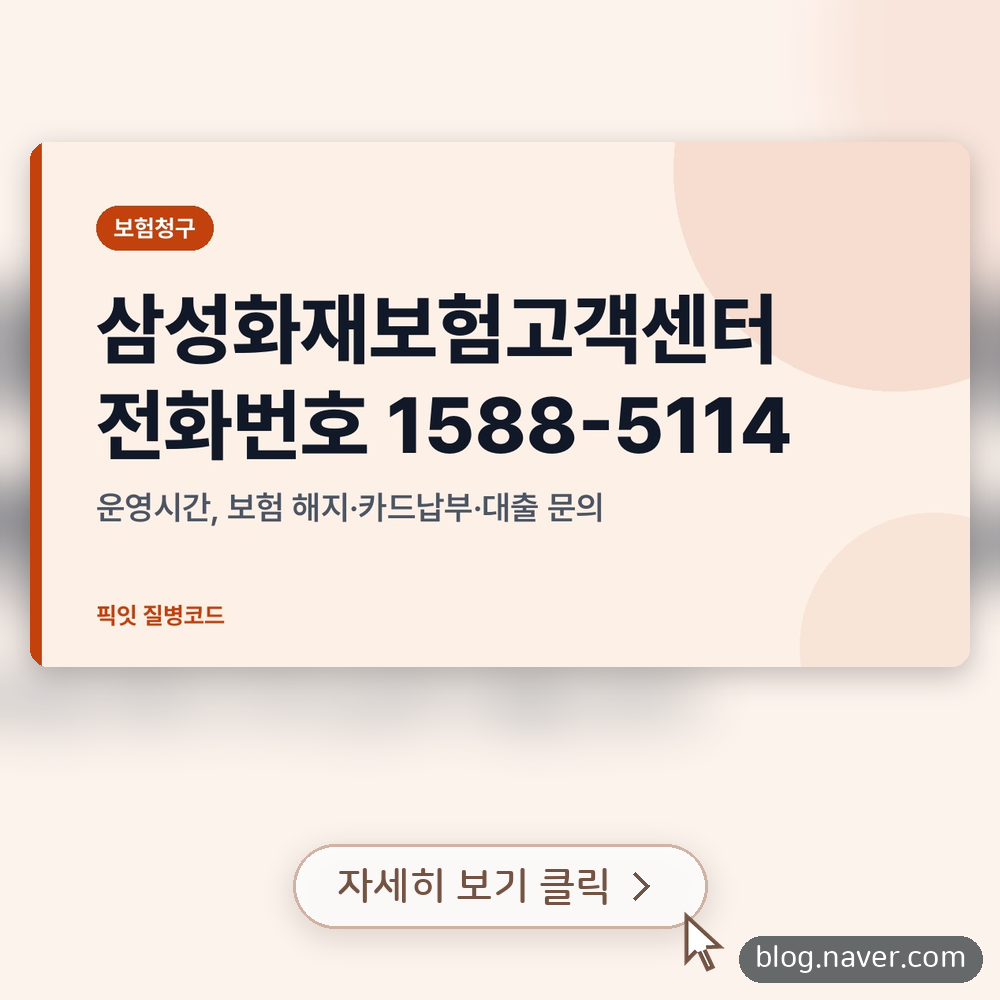 보험청구
삼성화재보험고객센터
전화번호 1588-5114
운영시간, 보험 해지·카드납부·대출 문의
픽잇 질병코드
자세히 보기 클릭
blog.naver.com